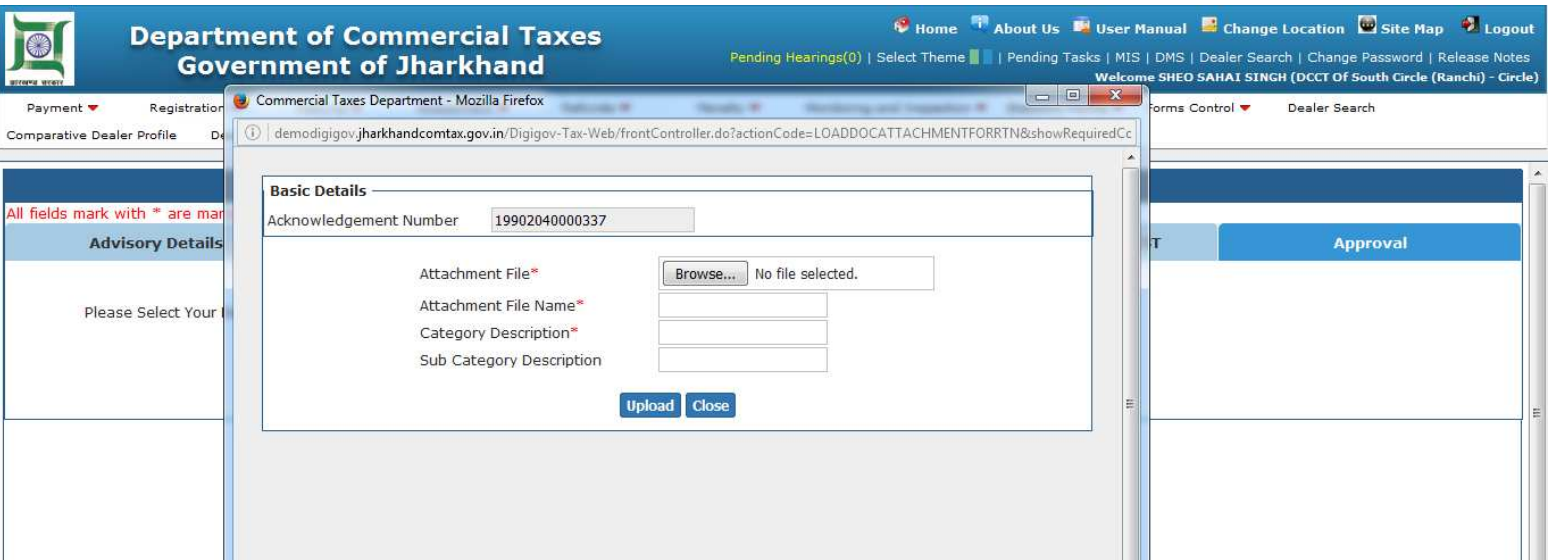 Home About Us User Manual Change Location Site Map Logout
Department of Commercial Taxes
Government of Jharkhand
झारखण्ड सरकार
Pending Hearings(0) | Select Theme | Pending Tasks | MIS | DMS | Dealer Search | Change Password | Release Notes
Welcome SHEO SAHAI SINGH (DCCT Of South Circle (Ranchi) - Circle)
Payment Registration Forms Control Dealer Search
Comparative Dealer Profile
Commercial Taxes Department - Mozilla Firefox
demodigigov.jharkhandcomtax.gov.in/Digigov-Tax-Web/frontController.do?actionCode=LOADDOCATTACHMENTFORRTN&showRequiredCc
All fields mark with * are mar
Advisory Details
Approval
Please Select Your
Basic Details
Acknowledgement Number 19902040000337
Attachment File* Browse... No file selected.
Attachment File Name*
Category Description*
Sub Category Description
Upload Close